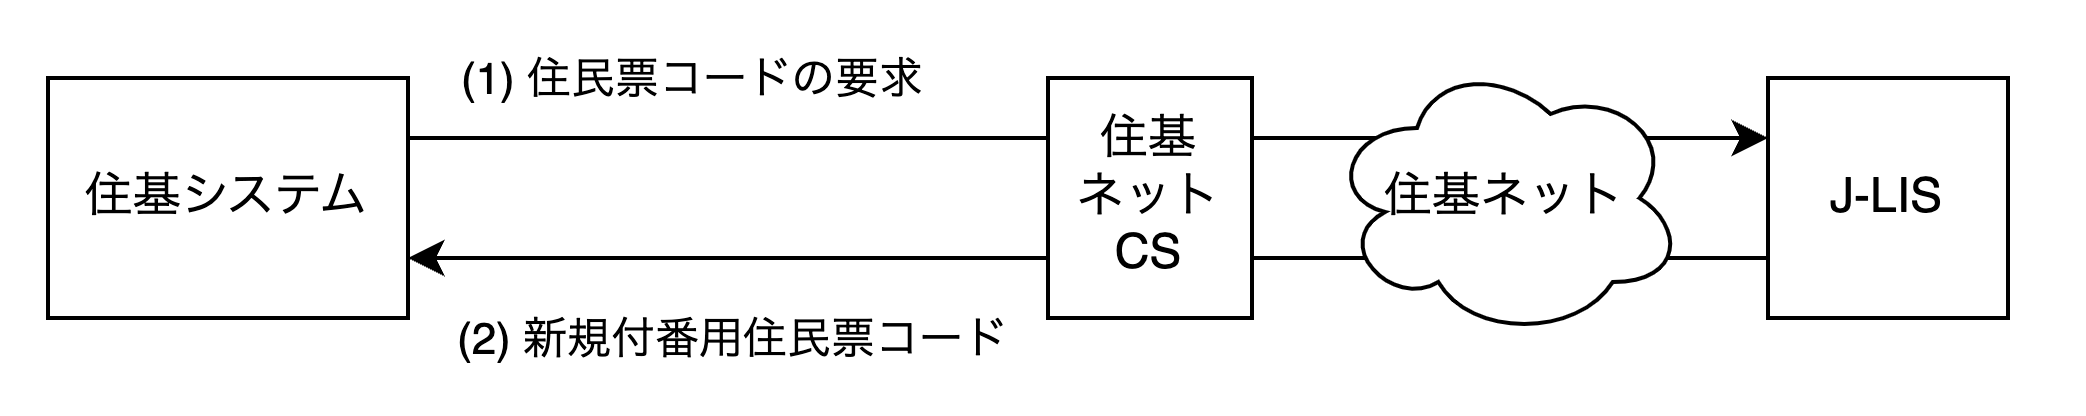 (1) 住民票コードの要求
住基システム
住基
ネット
CS
住基ネット
J-LIS
(2) 新規付番用住民票コード